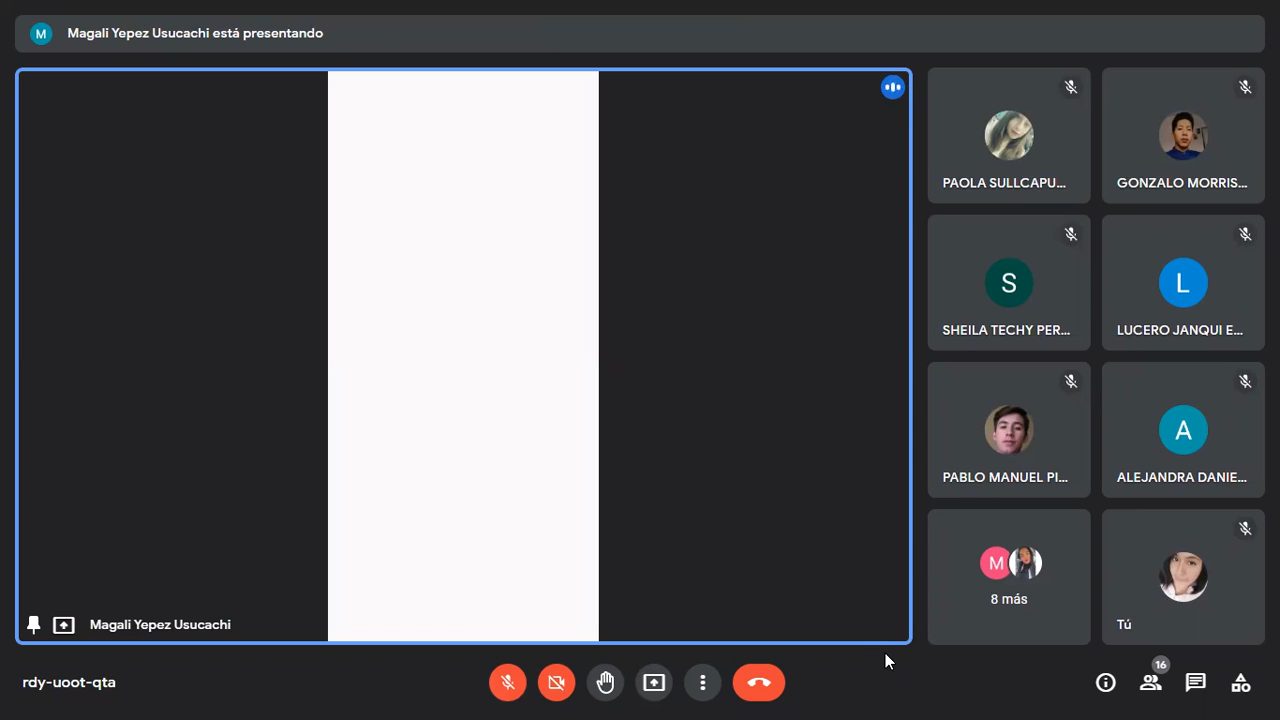 M Magali Yepez Usucachi está presentando
PAOLA SULLCAPU...
GONZALO MORRIS...
S
SHEILA TECHY PER...
L
LUCERO JANQUI E...
PABLO MANUEL PI...
A
ALEJANDRA DANIE...
M
8 más
Tú
Magali Yepez Usucachi
rdy-uoot-qta
16